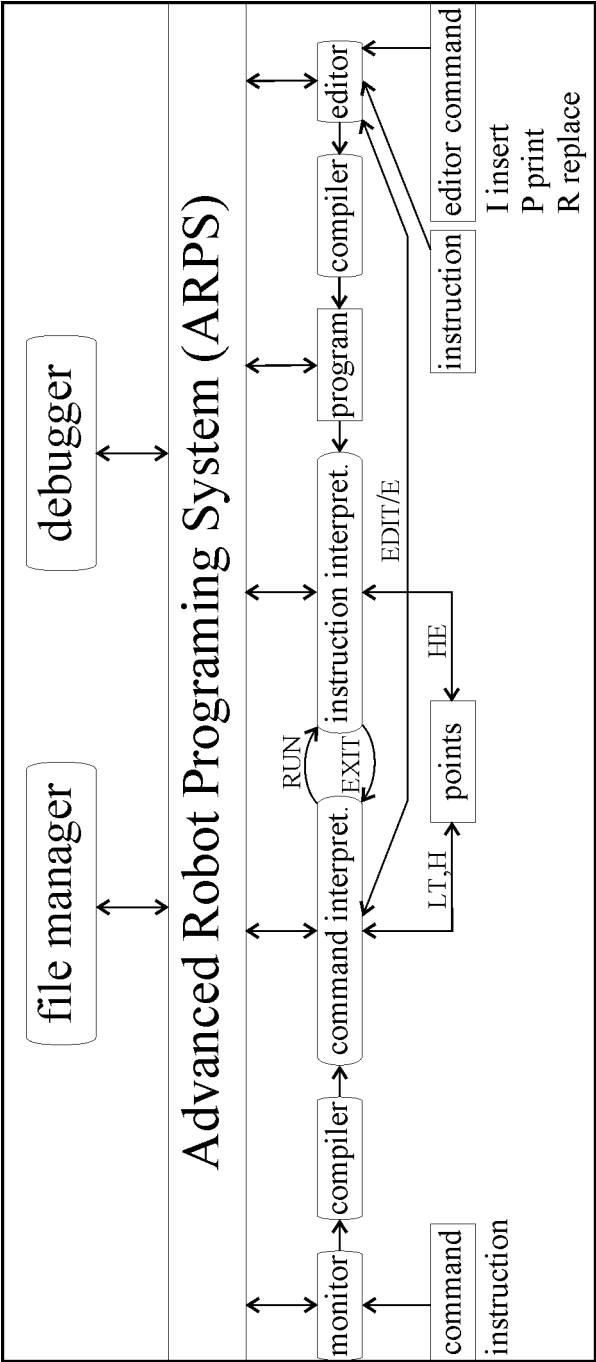 file manager
debugger
Advanced Robot Programing System (ARPS)
monitor
compiler
command interpret.
RUN
EXIT
instruction interpret.
program
compiler
editor
EDIT/E
LT,H
HE
command
instruction
points
instruction
editor command
I insert
P print
R replace